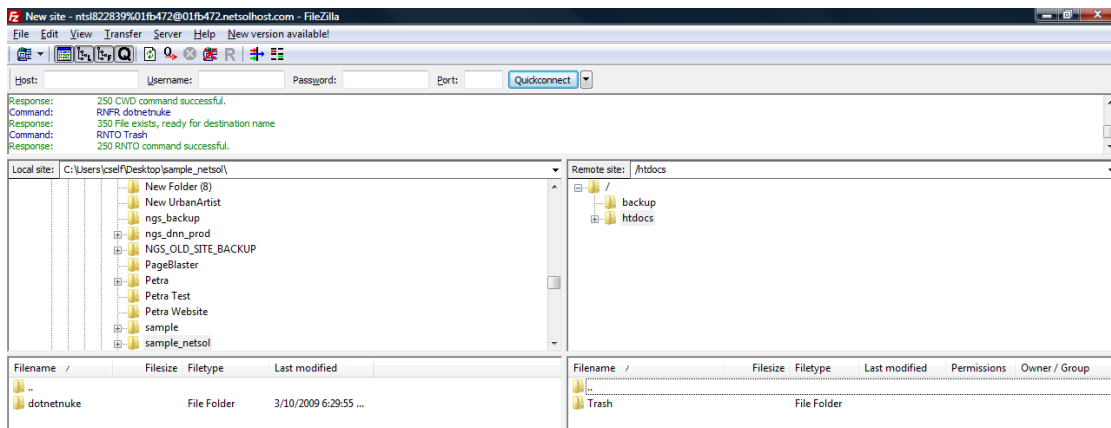 New site - ntsl822839%01fb472@01fb472.netsolhost.com - FileZilla
File Edit View Transfer Server Help New version available!
Host: Username: Password: Port: Quickconnect
Response: 250 CWD command successful.
Command: RNFR dotnetnuke
Response: 350 File exists, ready for destination name
Command: RNTO Trash
Response: 250 RNTO command successful.
Local site: C:\Users\cself\Desktop\sample_netsol\
New Folder (8)
New UrbanArtist
ngs_backup
ngs_dnn_prod
NGS_OLD_SITE_BACKUP
PageBlaster
Petra
Petra Test
Petra Website
sample
sample_netsol
Remote site: /htdocs
/
backup
htdocs
Filename / Filesize Filetype Last modified
..
dotnetnuke File Folder 3/10/2009 6:29:55 ...
Filename / Filesize Filetype Last modified Permissions Owner / Group
..
Trash File Folder